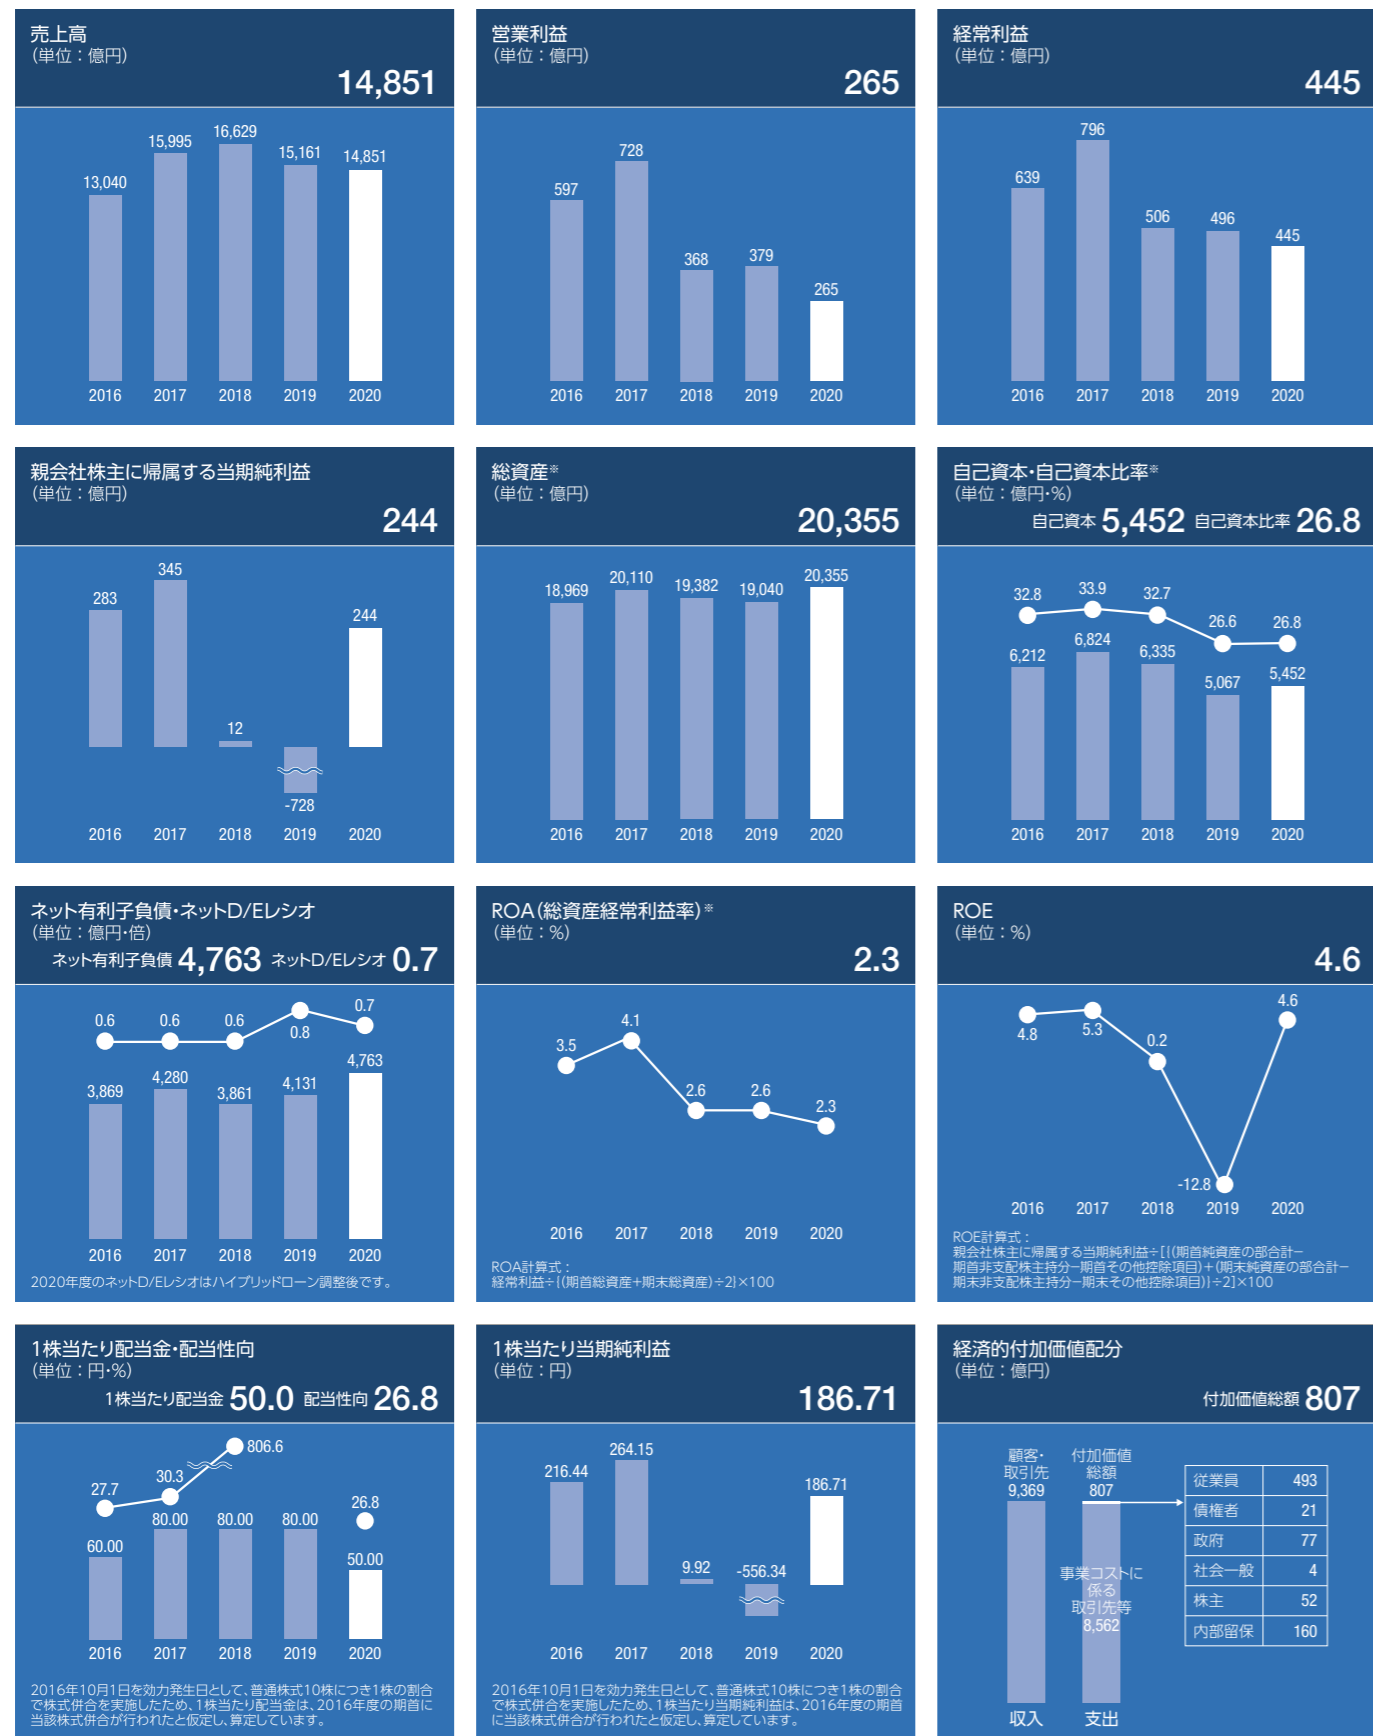 売上高
（単位：億円）
14,851
13,040
15,995
16,629
15,161
14,851
2016 2017 2018 2019 2020
営業利益
（単位：億円）
265
597
728
368
379
265
2016 2017 2018 2019 2020
経常利益
（単位：億円）
445
639
796
506
496
445
2016 2017 2018 2019 2020
親会社株主に帰属する当期純利益
（単位：億円）
244
283
345
12
-728
244
2016 2017 2018 2019 2020
総資産※
（単位：億円）
20,355
18,969
20,110
19,382
19,040
20,355
2016 2017 2018 2019 2020
自己資本・自己資本比率※
（単位：億円・%）
自己資本 5,452 自己資本比率 26.8
32.8
33.9
32.7
26.6
26.8
6,212
6,824
6,335
5,067
5,452
2016 2017 2018 2019 2020
ネット有利子負債・ネットD/Eレシオ
（単位：億円・倍）
ネット有利子負債 4,763 ネットD/Eレシオ 0.7
0.6
0.6
0.6
0.8
0.7
3,869
4,280
3,861
4,131
4,763
2016 2017 2018 2019 2020
2020年度のネットD/Eレシオはハイブリッドローン調整後です。
ROA（総資産経常利益率）※
（単位：%）
2.3
3.5
4.1
2.6
2.6
2.3
2016 2017 2018 2019 2020
ROA計算式：
経常利益÷{(期首総資産+期末総資産)÷2}×100
ROE
（単位：%）
4.6
4.8
5.3
0.2
-12.8
4.6
2016 2017 2018 2019 2020
ROE計算式：
親会社株主に帰属する当期純利益÷[{(期首純資産の部合計−
期首非支配株主持分−期首その他控除項目)+(期末純資産の部合計−
期末非支配株主持分−期末その他控除項目)}÷2]×100
1株当たり配当金・配当性向
（単位：円・%）
1株当たり配当金 50.0 配当性向 26.8
27.7
30.3
806.6
26.8
60.00
80.00
80.00
80.00
50.00
2016 2017 2018 2019 2020
2016年10月1日を効力発生日として、普通株式10株につき1株の割合
で株式併合を実施したため、1株当たり配当金は、2016年度の期首に
当該株式併合が行われたと仮定し、算定しています。
1株当たり当期純利益
（単位：円）
186.71
216.44
264.15
9.92
-556.34
186.71
2016 2017 2018 2019 2020
2016年10月1日を効力発生日として、普通株式10株につき1株の割合
で株式併合を実施したため、1株当たり当期純利益は、2016年度の期首
に当該株式併合が行われたと仮定し、算定しています。
経済的付加価値配分
（単位：億円）
付加価値総額 807
顧客・
取引先
9,369
付加価値
総額
807
事業コストに
係る
取引先等
8,562
収入 支出
従業員 493
債権者 21
政府 77
社会一般 4
株主 52
内部留保 160